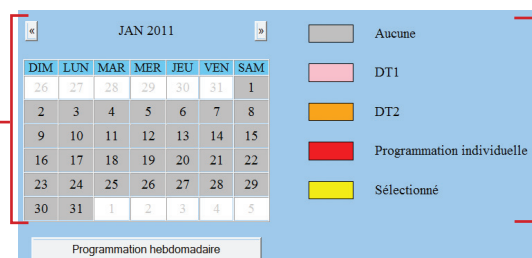 « JAN 2011 »
DIM LUN MAR MER JEU VEN SAM
26 27 28 29 30 31 1
2 3 4 5 6 7 8
9 10 11 12 13 14 15
16 17 18 19 20 21 22
23 24 25 26 27 28 29
30 31 1 2 3 4 5
Programmation hebdomadaire
Aucune
DT1
DT2
Programmation individuelle
Sélectionné